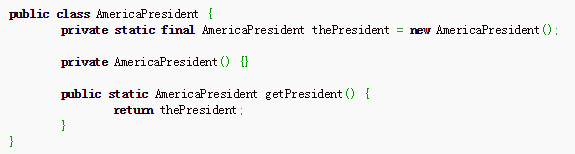 public class AmericaPresident {
private static final AmericaPresident thePresident = new AmericaPresident();
private AmericaPresident() {}
public static AmericaPresident getPresident() {
return thePresident;
}
}